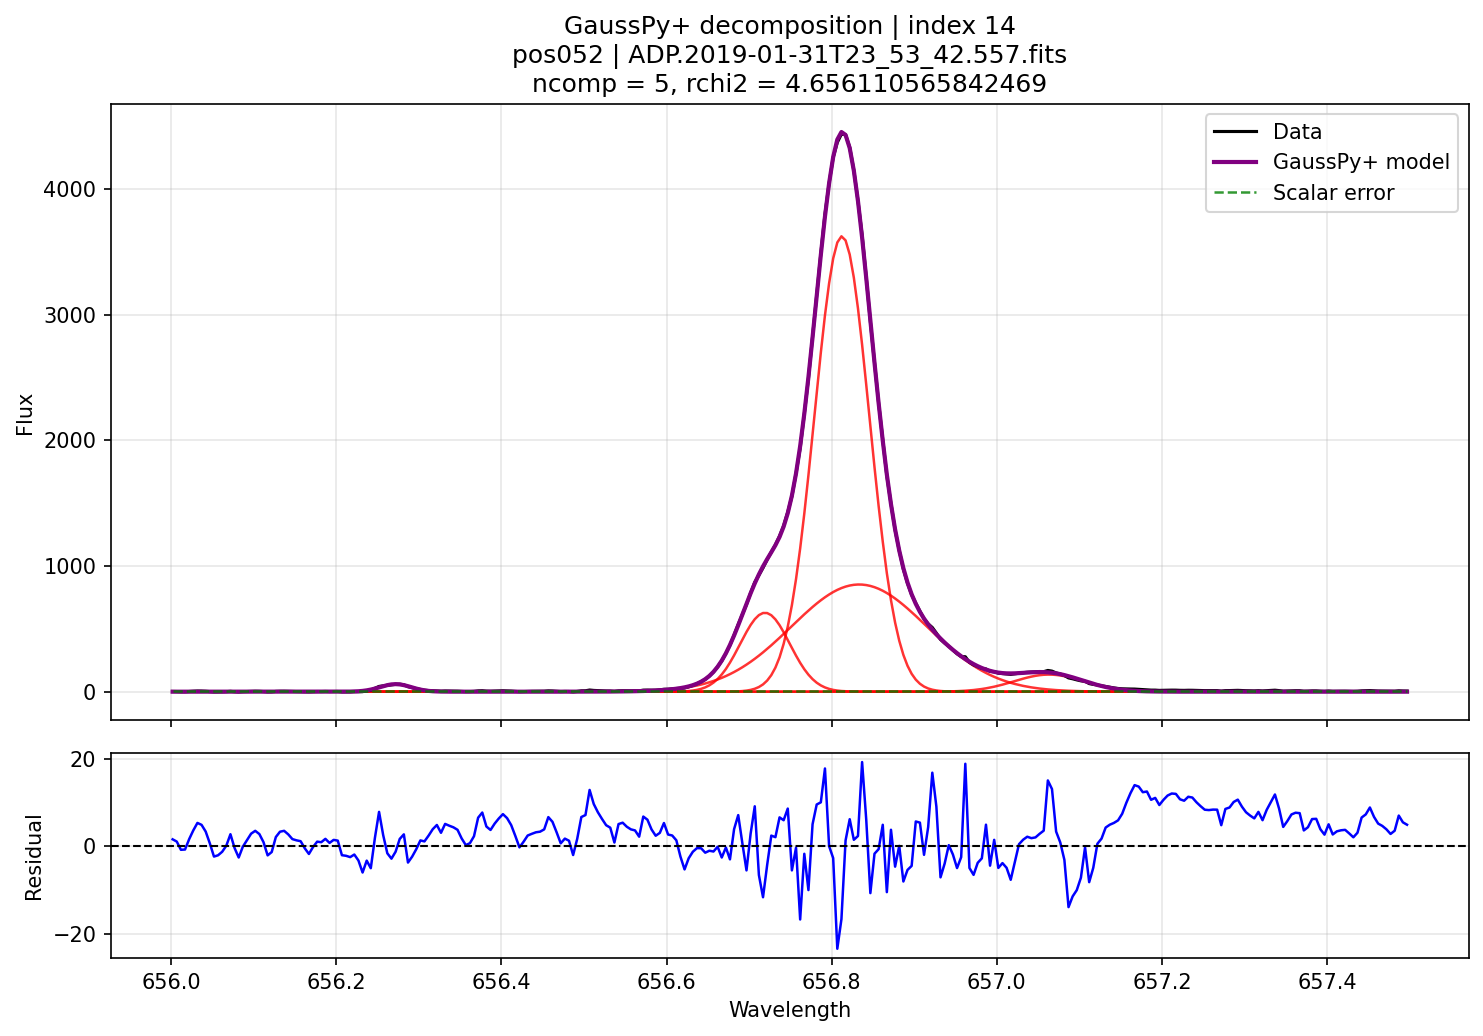 GaussPy+ decomposition | index 14
pos052 | ADP.2019-01-31T23_53_42.557.fits
ncomp = 5, rchi2 = 4.656110565842469
Data
GaussPy+ model
Scalar error
Flux
4000
3000
2000
1000
0
Residual
20
0
−20
656.0 656.2 656.4 656.6 656.8 657.0 657.2 657.4
Wavelength